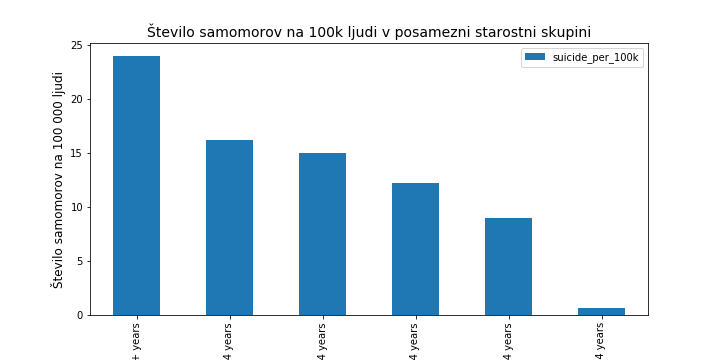 Število samomorov na 100k ljudi v posamezni starostni skupini
suicide_per_100k
Število samomorov na 100 000 ljudi
25
20
15
10
5
0
+ years
4 years
4 years
4 years
4 years
4 years